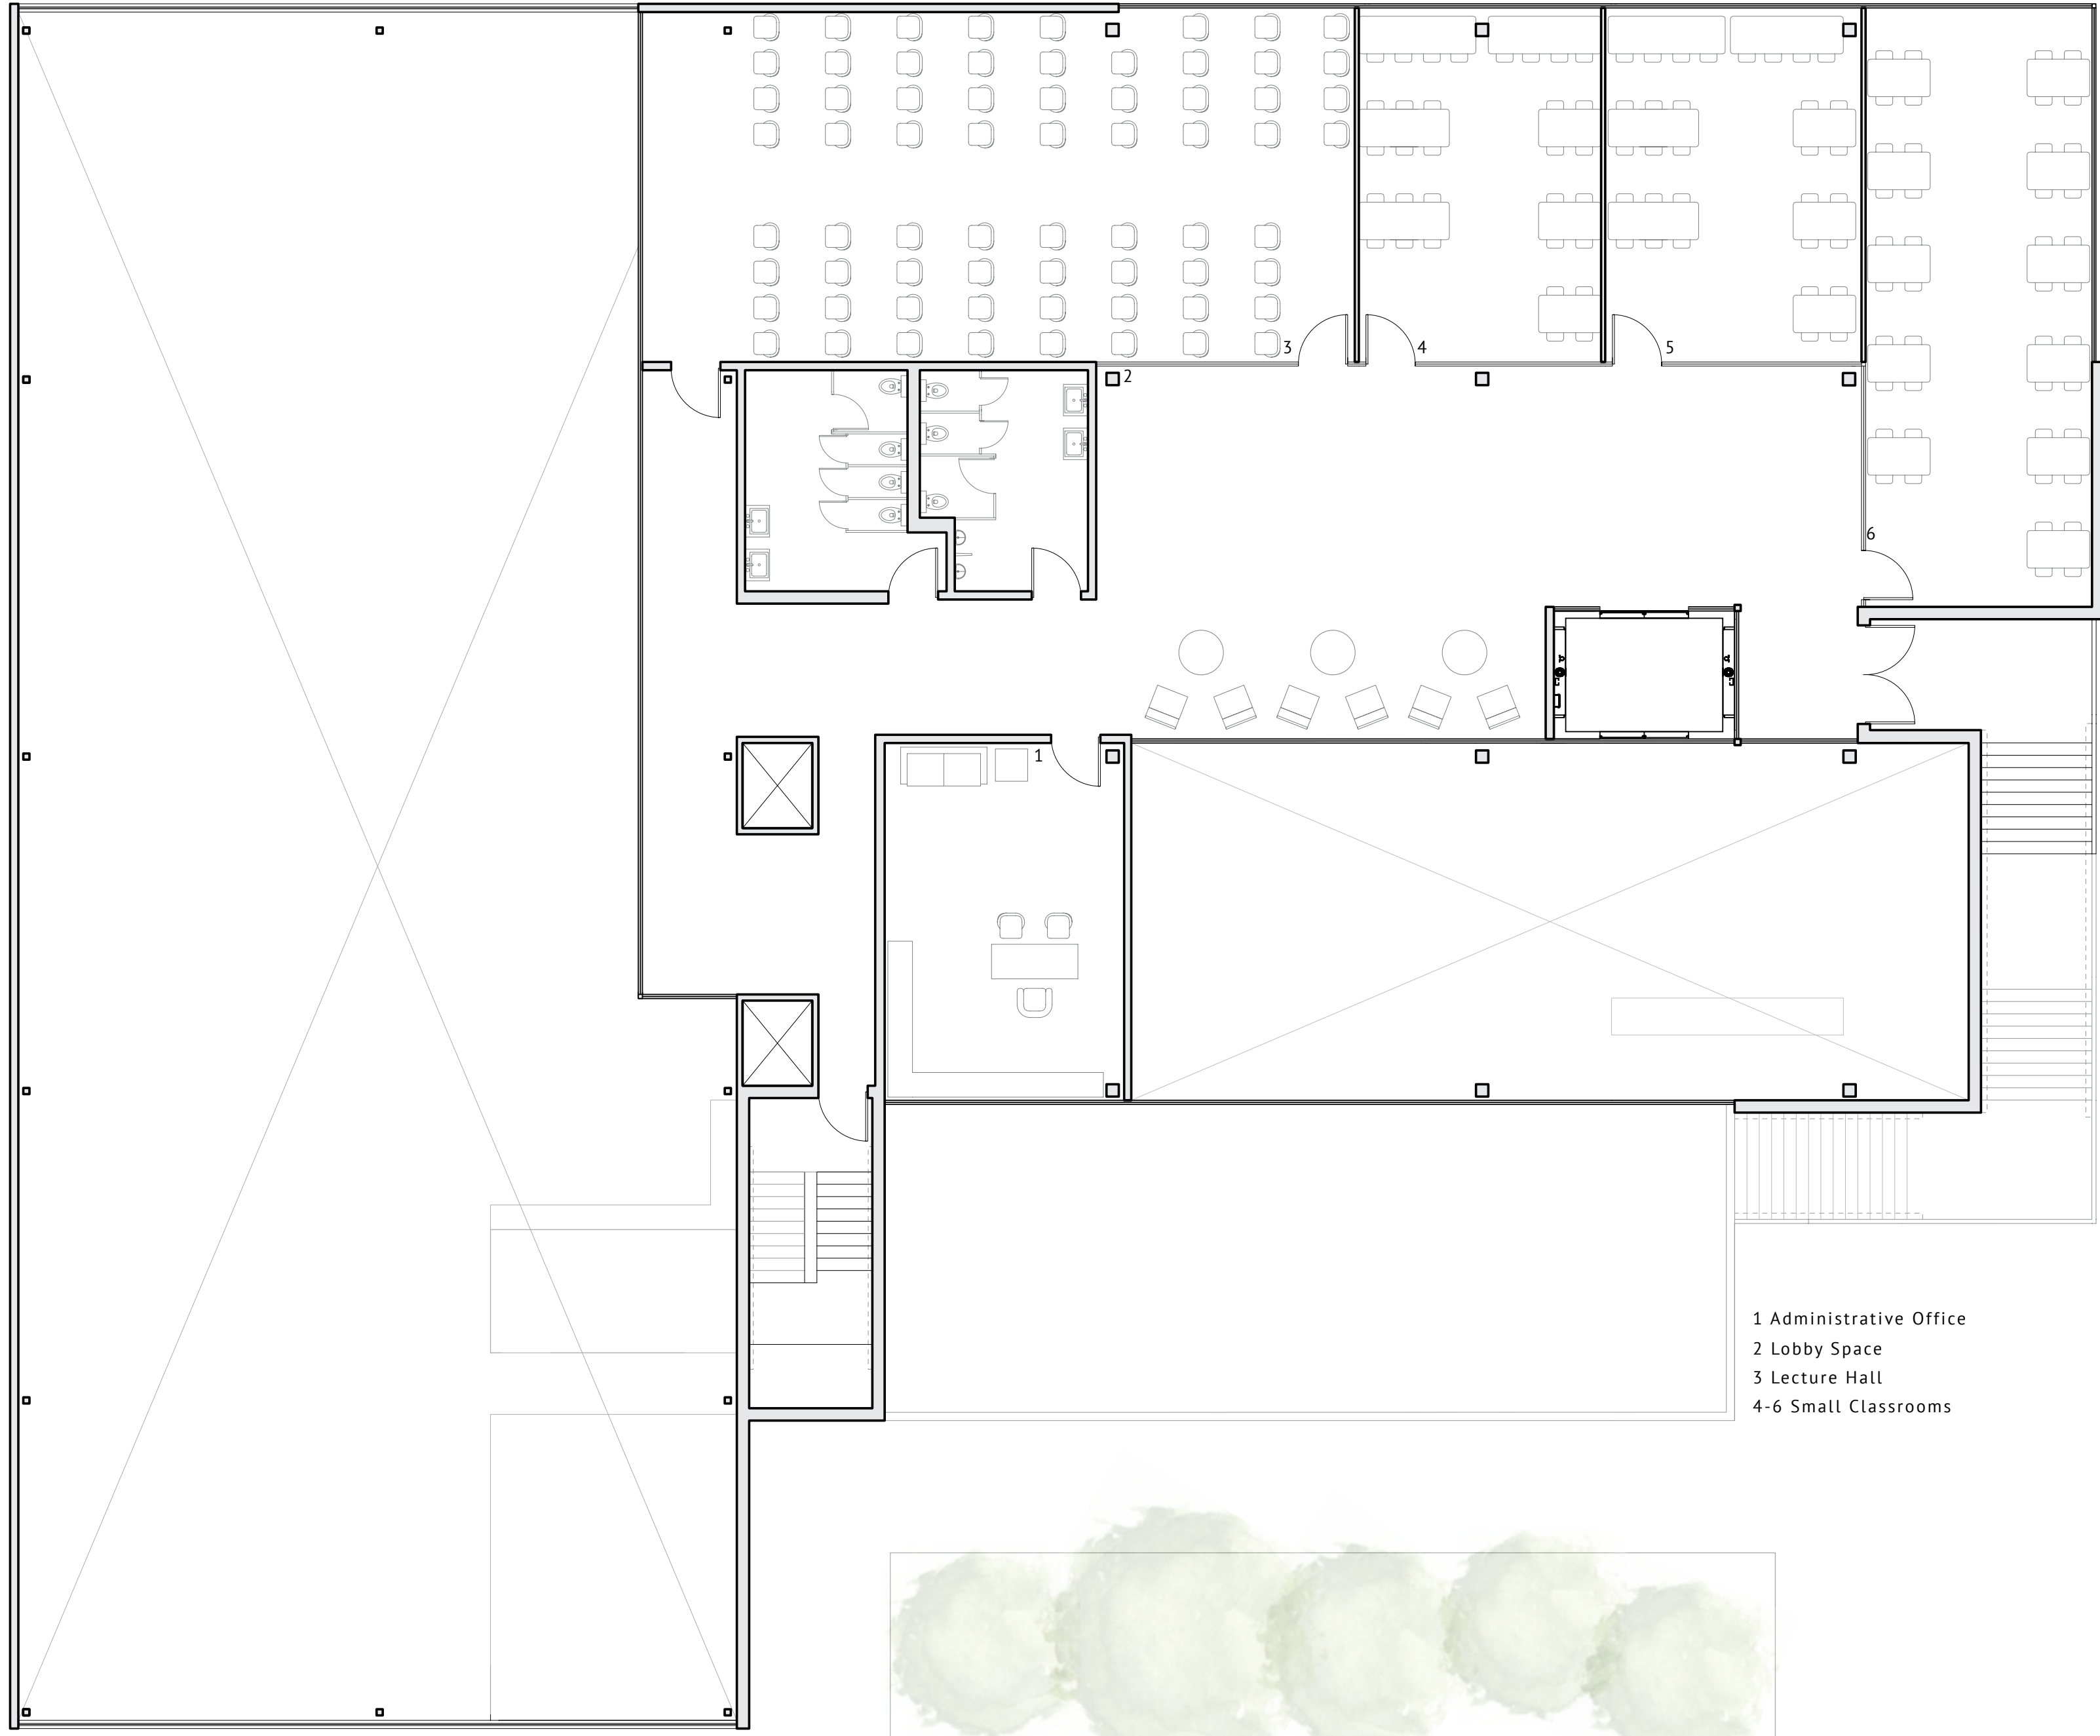 3
4
5
2
6
1
1 Administrative Office
2 Lobby Space
3 Lecture Hall
4-6 Small Classrooms